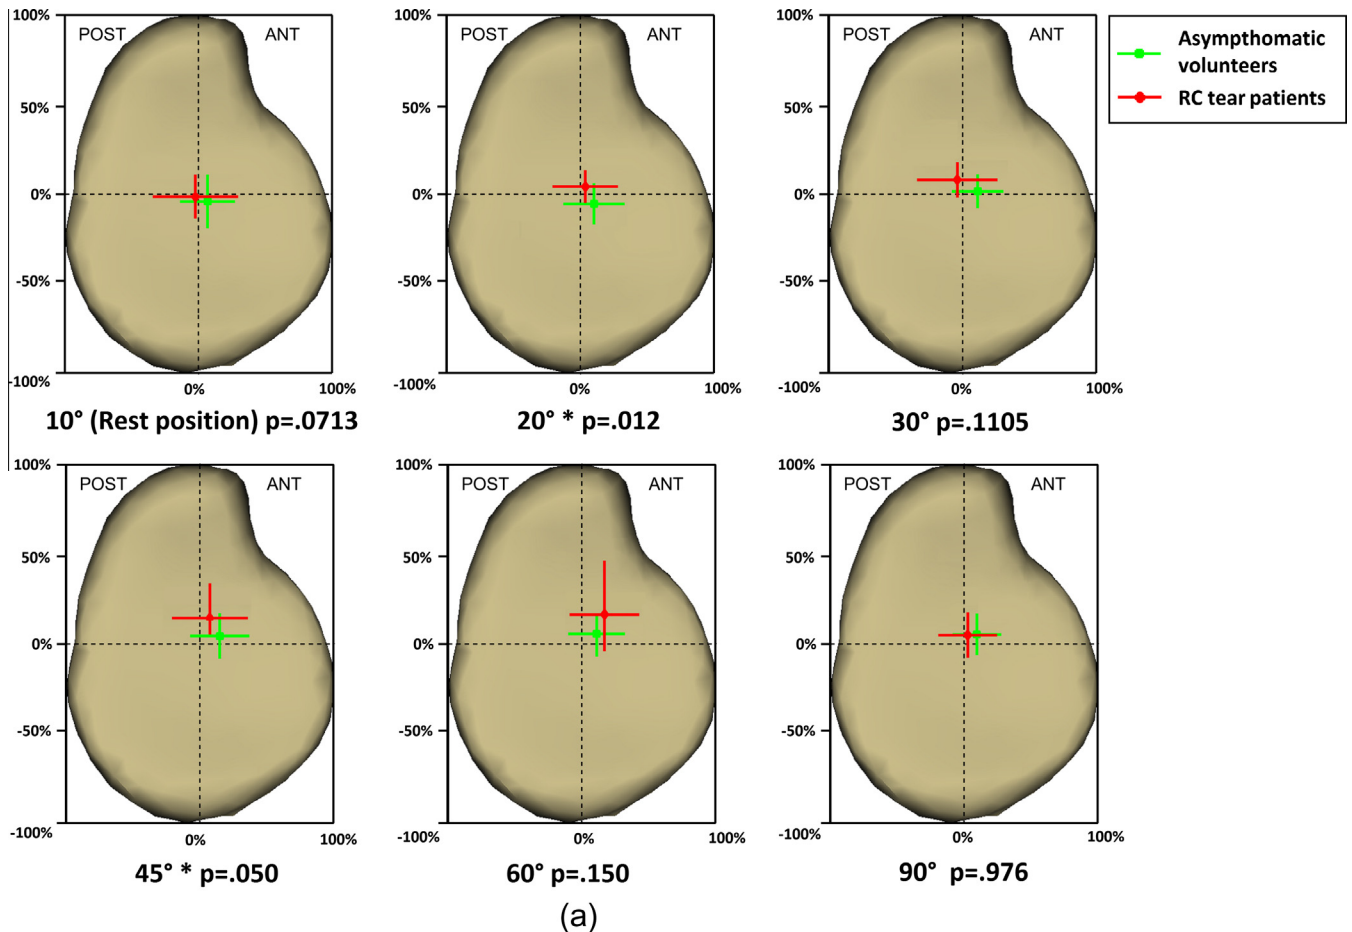 100%
POST
ANT
50%
0%
-50%
-100%
0%
100%
10° (Rest position) p=.0713
100%
POST
ANT
50%
0%
-50%
-100%
0%
100%
20° * p=.012
100%
POST
ANT
50%
0%
-50%
-100%
0%
100%
30° p=.1105
Asympthomatic
volunteers
RC tear patients
100%
POST
ANT
50%
0%
-50%
-100%
0%
100%
45° * p=.050
100%
POST
ANT
50%
0%
-50%
-100%
0%
100%
60° p=.150
100%
POST
ANT
50%
0%
-50%
-100%
0%
100%
90° p=.976
(a)